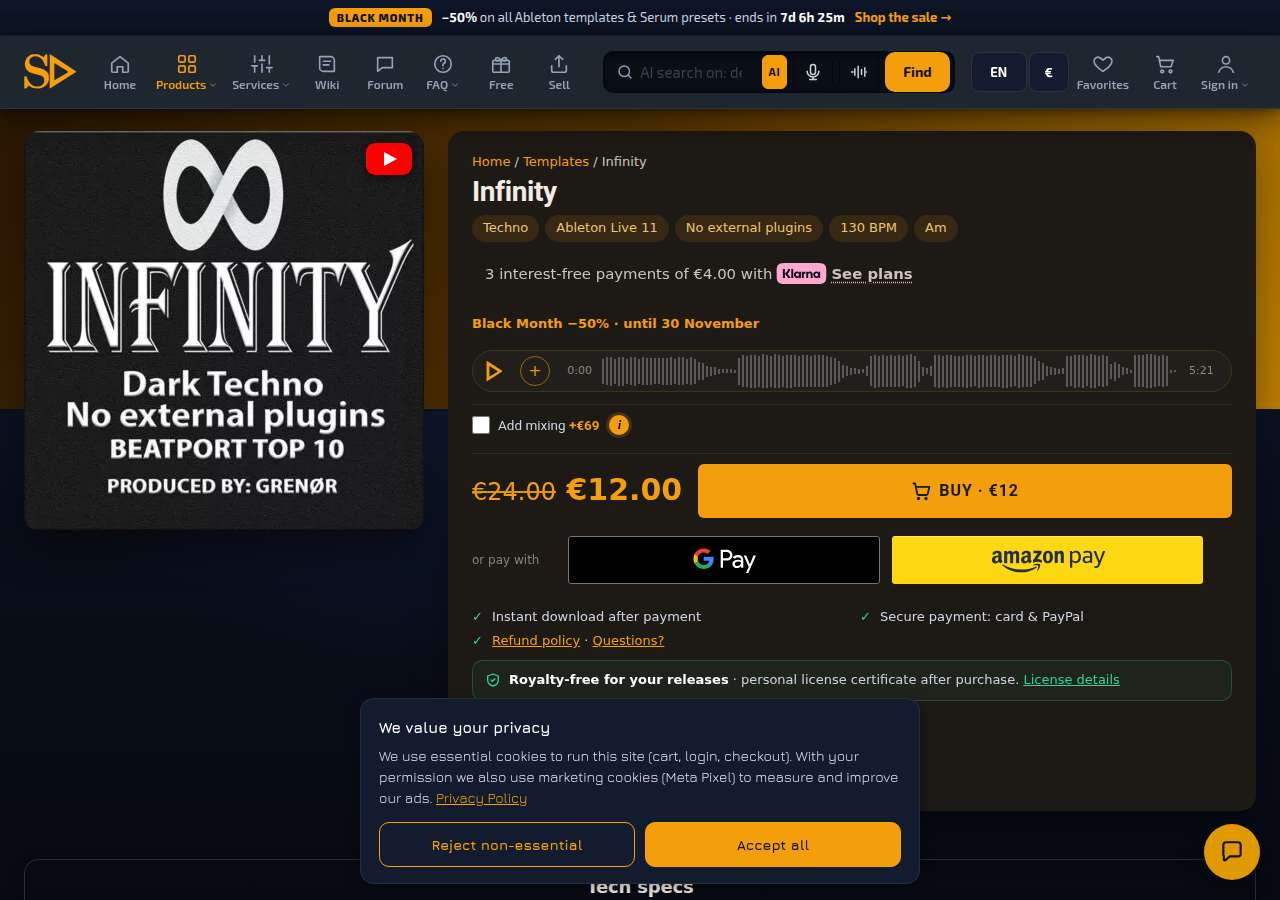 BLACK MONTH −50% on all Ableton templates & Serum presets · ends in 7d 6h 25m Shop the sale →
Home
Products
Services
Wiki
Forum
FAQ
Free
Sell
AI search on: de
AI
Find
EN
€
Favorites
Cart
Sign in
INFINITY
Dark Techno
No external plugins
BEATPORT TOP 10
PRODUCED BY: GRENØR
Home / Templates / Infinity
Infinity
Techno
Ableton Live 11
No external plugins
130 BPM
Am
3 interest-free payments of €4.00 with Klarna See plans
Black Month −50% · until 30 November
0:00
5:21
Add mixing +€69 i
€24.00 €12.00
BUY · €12
or pay with
G Pay
amazon pay
✓ Instant download after payment
✓ Secure payment: card & PayPal
✓ Refund policy · Questions?
Royalty-free for your releases · personal license certificate after purchase. License details
We value your privacy
We use essential cookies to run this site (cart, login, checkout). With your
permission we also use marketing cookies (Meta Pixel) to measure and improve
our ads. Privacy Policy
Reject non-essential
Accept all
Tech specs